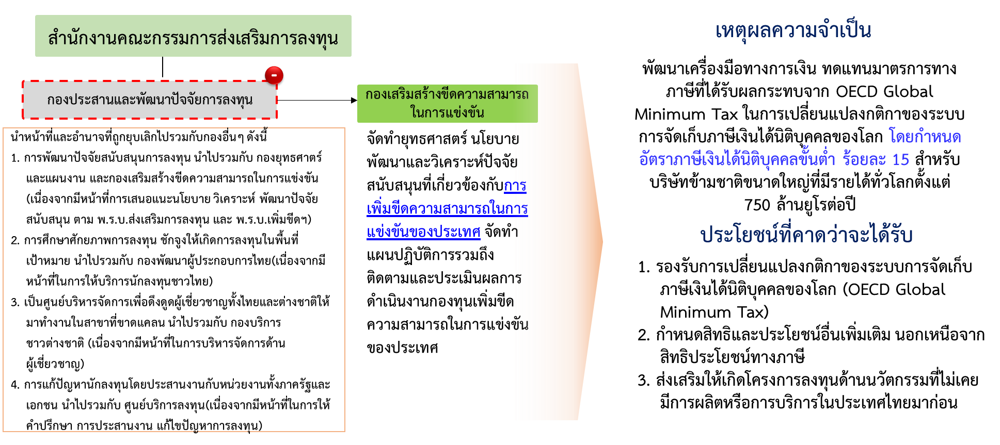 สำนักงานคณะกรรมการส่งเสริมการลงทุน
-
กองประสานและพัฒนาปัจจัยการลงทุน
นำหน้าที่และอำนาจที่ถูกยุบเลิกไปรวมกับกองอื่นๆ ดังนี้
1. การพัฒนาปัจจัยสนับสนุนการลงทุน นำไปรวมกับ กองยุทธศาตร์
และแผนงาน และกองเสริมสร้างขีดความสามารถในการแข่งขัน
(เนื่องจากมีหน้าที่การเสนอแนะนโยบาย วิเคราะห์ พัฒนาปัจจัย
สนับสนุน ตาม พ.ร.บ.ส่งเสริมการลงทุน และ พ.ร.บ.เพิ่มขีดฯ)
2. การศึกษาศักยภาพการลงทุน ชักจูงให้เกิดการลงทุนในพื้นที่
เป้าหมาย นำไปรวมกับ กองพัฒนาผู้ประกอบการไทย(เนื่องจากมี
หน้าที่ในการให้บริการนักลงทุนชาวไทย)
3. เป็นศูนย์บริหารจัดการเพื่อดึงดูดผู้เชี่ยวชาญทั้งไทยและต่างชาติให้
มาทำงานในสาขาที่ขาดแคลน นำไปรวมกับ กองบริการ
ชาวต่างชาติ (เนื่องจากมีหน้าที่ในการบริหารจัดการด้าน
ผู้เชี่ยวชาญ)
4. การแก้ปัญหานักลงทุนโดยประสานงานกับหน่วยงานทั้งภาครัฐและ
เอกชน นำไปรวมกับ ศูนย์บริการลงทุน(เนื่องจากมีหน้าที่ในการให้
คำปรึกษา การประสานงาน แก้ไขปัญหาการลงทุน)
กองเสริมสร้างขีดความสามารถ
ในการแข่งขัน
จัดทำยุทธศาสตร์ นโยบาย
พัฒนาและวิเคราะห์ปัจจัย
สนับสนุนที่เกี่ยวข้องกับการ
เพิ่มขีดความสามารถในการ
แข่งขันของประเทศ จัดทำ
แผนปฏิบัติการรวมถึง
ติดตามและประเมินผลการ
ดำเนินงานกองทุนเพิ่มขีด
ความสามารถในการแข่งขัน
ของประเทศ
เหตุผลความจำเป็น
พัฒนาเครื่องมือทางการเงิน ทดแทนมาตรการทาง
ภาษีที่ได้รับผลกระทบจาก OECD Global
Minimum Tax ในการเปลี่ยนแปลงกติกาของระบบ
การจัดเก็บภาษีเงินได้นิติบุคคลของโลก โดยกำหนด
อัตราภาษีเงินได้นิติบุคคลขั้นต่ำ ร้อยละ 15 สำหรับ
บริษัทข้ามชาติขนาดใหญ่ที่มีรายได้ทั่วโลกตั้งแต่
750 ล้านยูโรต่อปี
ประโยชน์ที่คาดว่าจะได้รับ
1. รองรับการเปลี่ยนแปลงกติกาของระบบการจัดเก็บ
ภาษีเงินได้นิติบุคคลของโลก (OECD Global
Minimum Tax)
2. กำหนดสิทธิและประโยชน์อื่นเพิ่มเติม นอกเหนือจาก
สิทธิประโยชน์ทางภาษี
3. ส่งเสริมให้เกิดโครงการลงทุนด้านนวัตกรรมที่ไม่เคย
มีการผลิตหรือการบริการในประเทศไทยมาก่อน